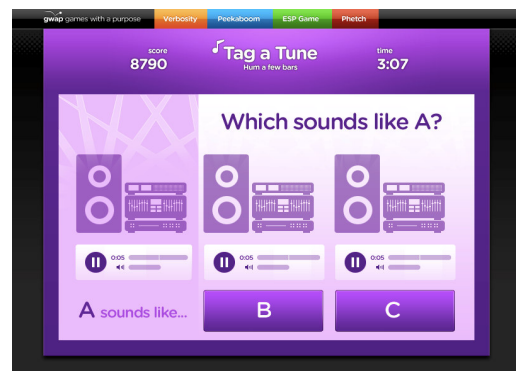 gwap games with a purpose Verbosity Peekaboom ESP Game Phetch
score
8790
Tag a Tune
Hum a few bars
time
3:07
Which sounds like A?
0:05 0:05 0:05
A sounds like... B C